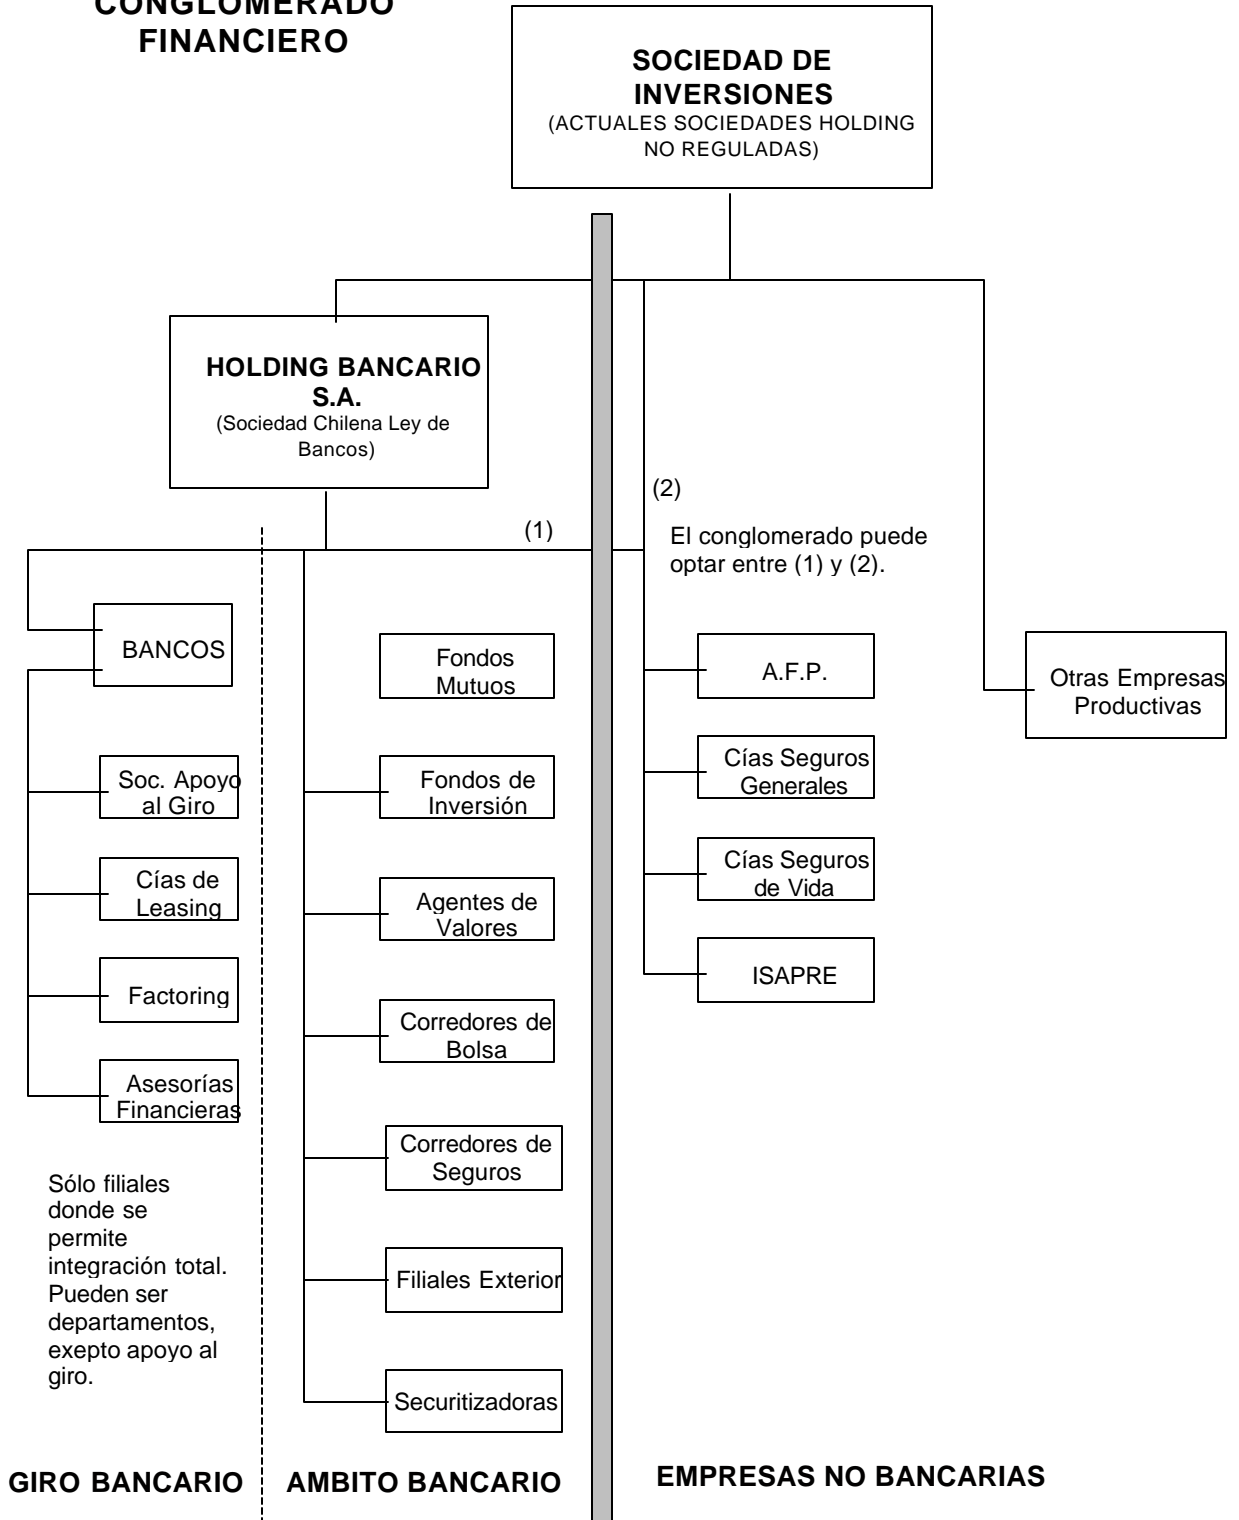 CONGLOMERADO
FINANCIERO
SOCIEDAD DE
INVERSIONES
(ACTUALES SOCIEDADES HOLDING
NO REGULADAS)
HOLDING BANCARIO
S.A.
(Sociedad Chilena Ley de
Bancos)
(1)
(2)
El conglomerado puede
optar entre (1) y (2).
BANCOS
Soc. Apoyo
al Giro
Cías de
Leasing
Factoring
Asesorías
Financieras
Sólo filiales
donde se
permite
integración total.
Pueden ser
departamentos,
exepto apoyo al
giro.
Fondos
Mutuos
Fondos de
Inversión
Agentes de
Valores
Corredores de
Bolsa
Corredores de
Seguros
Filiales Exterior
Securitizadoras
A.F.P.
Cías Seguros
Generales
Cías Seguros
de Vida
ISAPRE
Otras Empresas
Productivas
GIRO BANCARIO
AMBITO BANCARIO
EMPRESAS NO BANCARIAS